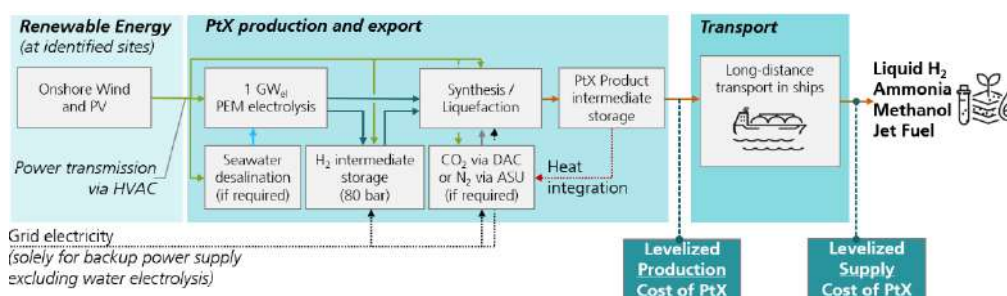 Renewable Energy
(at identified sites)
PtX production and export
Transport
Onshore Wind
and PV
1 GWel
PEM electrolysis
Synthesis /
Liquefaction
PtX Product
intermediate
storage
Long-distance
transport in ships
Liquid H2
Ammonia
Methanol
Jet Fuel
Power transmission
via HVAC
Seawater
desalination
(if required)
H2 intermediate
storage
(80 bar)
CO2 via DAC
or N2 via ASU
(if required)
Heat
integration
Grid electricity
(solely for backup power supply
excluding water electrolysis)
Levelized
Production
Cost of PtX
Levelized
Supply
Cost of PtX